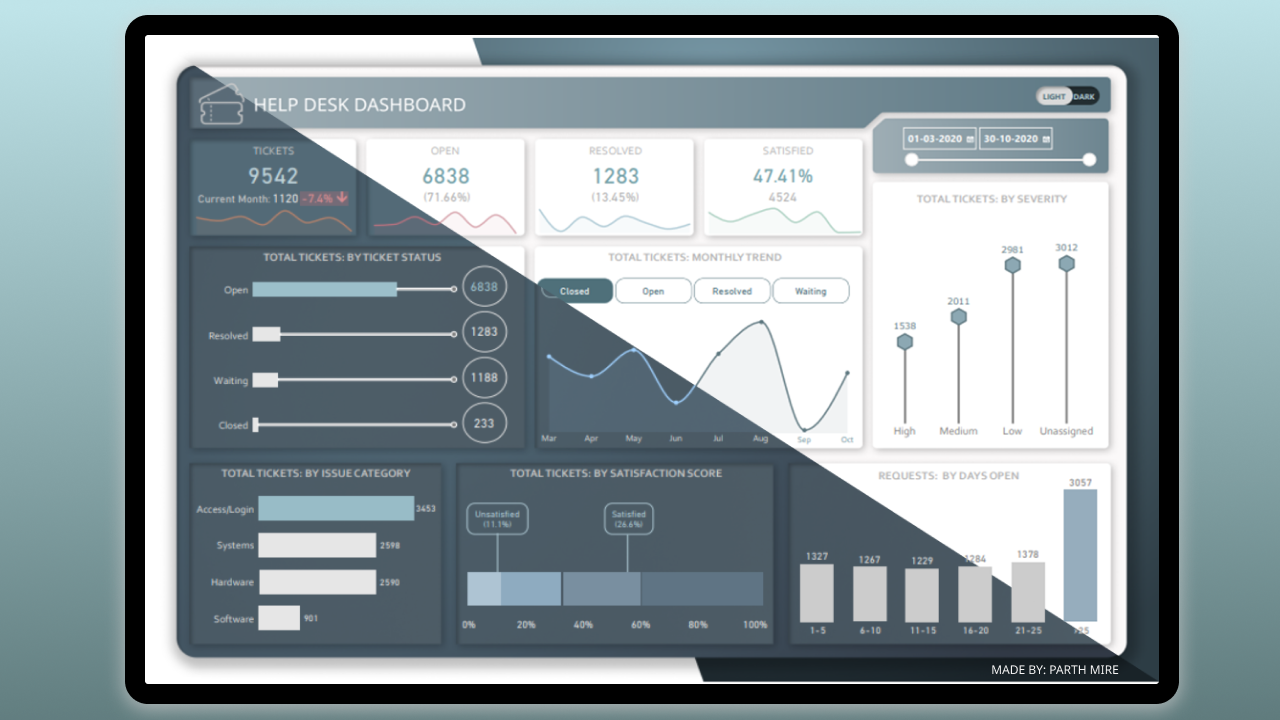 HELP DESK DASHBOARD
LIGHT DARK
01-03-2020 30-10-2020
TICKETS
9542
Current Month: 1120 -7.4%
OPEN
6838
(71.66%)
RESOLVED
1283
(13.45%)
SATISFIED
47.41%
4524
TOTAL TICKETS: BY SEVERITY
2981 3012
2011
1538
High Medium Low Unassigned
TOTAL TICKETS: BY TICKET STATUS
Open 6838
Resolved 1283
Waiting 1188
Closed 233
TOTAL TICKETS: MONTHLY TREND
Closed Open Resolved Waiting
Mar Apr May Jun Jul Aug Sep Oct
TOTAL TICKETS: BY ISSUE CATEGORY
Access/Login 3453
Systems 2598
Hardware 2590
Software 901
TOTAL TICKETS: BY SATISFACTION SCORE
Unsatisfied
(11.1%)
Satisfied
(26.6%)
0% 20% 40% 60% 80% 100%
REQUESTS: BY DAYS OPEN
3057
1327 1267 1229 1284 1378
1-5 6-10 11-15 16-20 21-25
MADE BY: PARTH MIRE